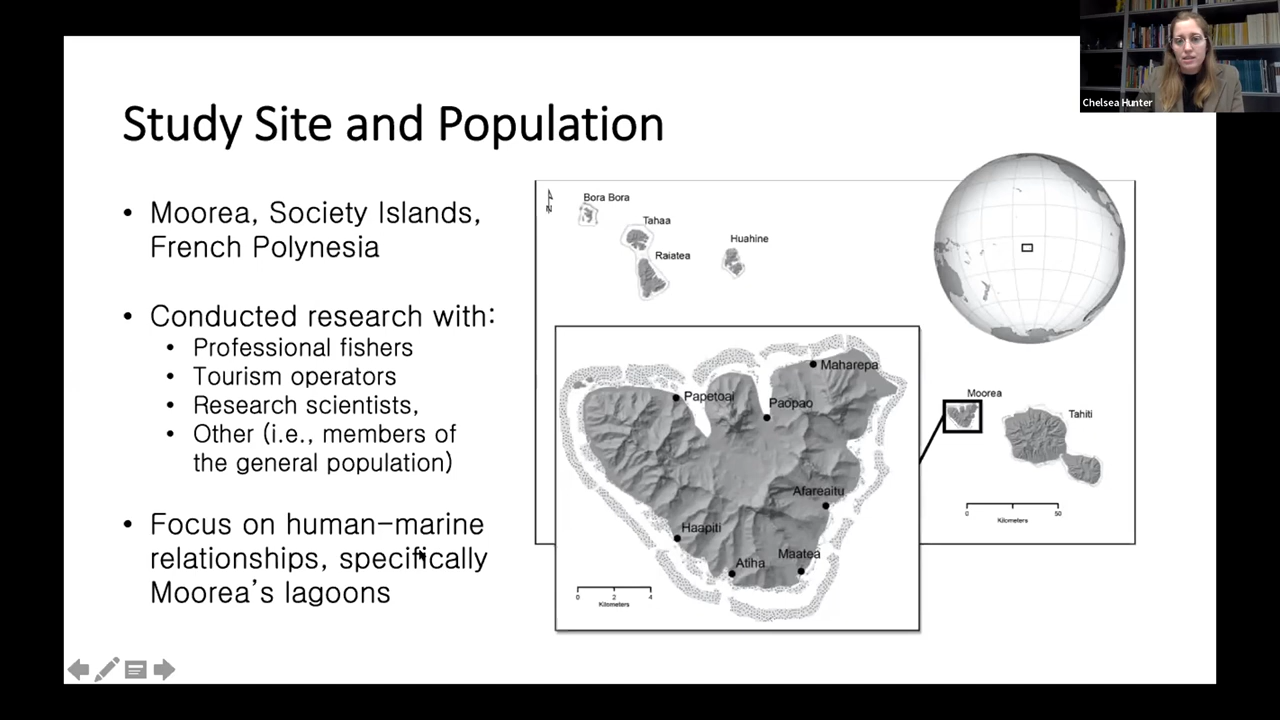 Chelsea Hunter
Study Site and Population
• Moorea, Society Islands,
French Polynesia
• Conducted research with:
• Professional fishers
• Tourism operators
• Research scientists,
• Other (i.e., members of
the general population)
• Focus on human-marine
relationships, specifically
Moorea's lagoons
N
Bora Bora
Tahaa
Raiatea
Huahine
Moorea
Tahiti
0 50
Kilometers
Maharepa
Papetoai
Paopao
Afareaitu
Haapiti
Maatea
Atiha
0 2 4
Kilometers